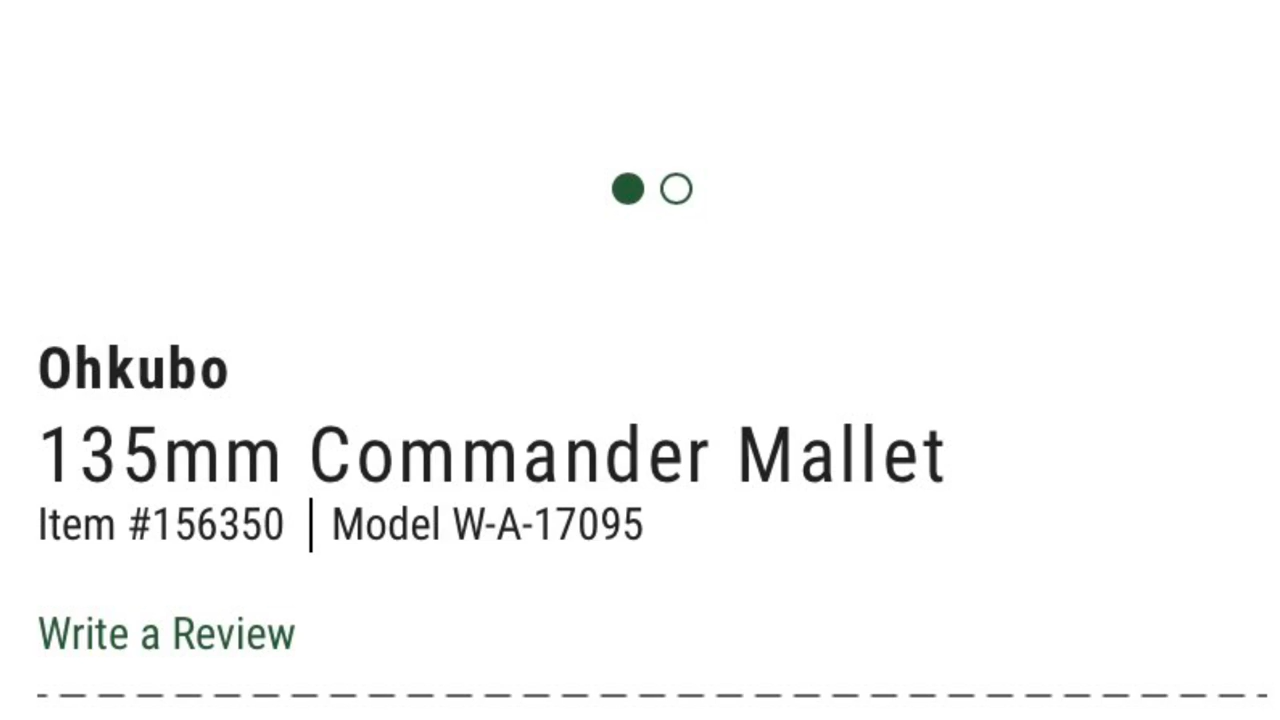 Ohkubo
135mm Commander Mallet
Item #156350 | Model W-A-17095
Write a Review